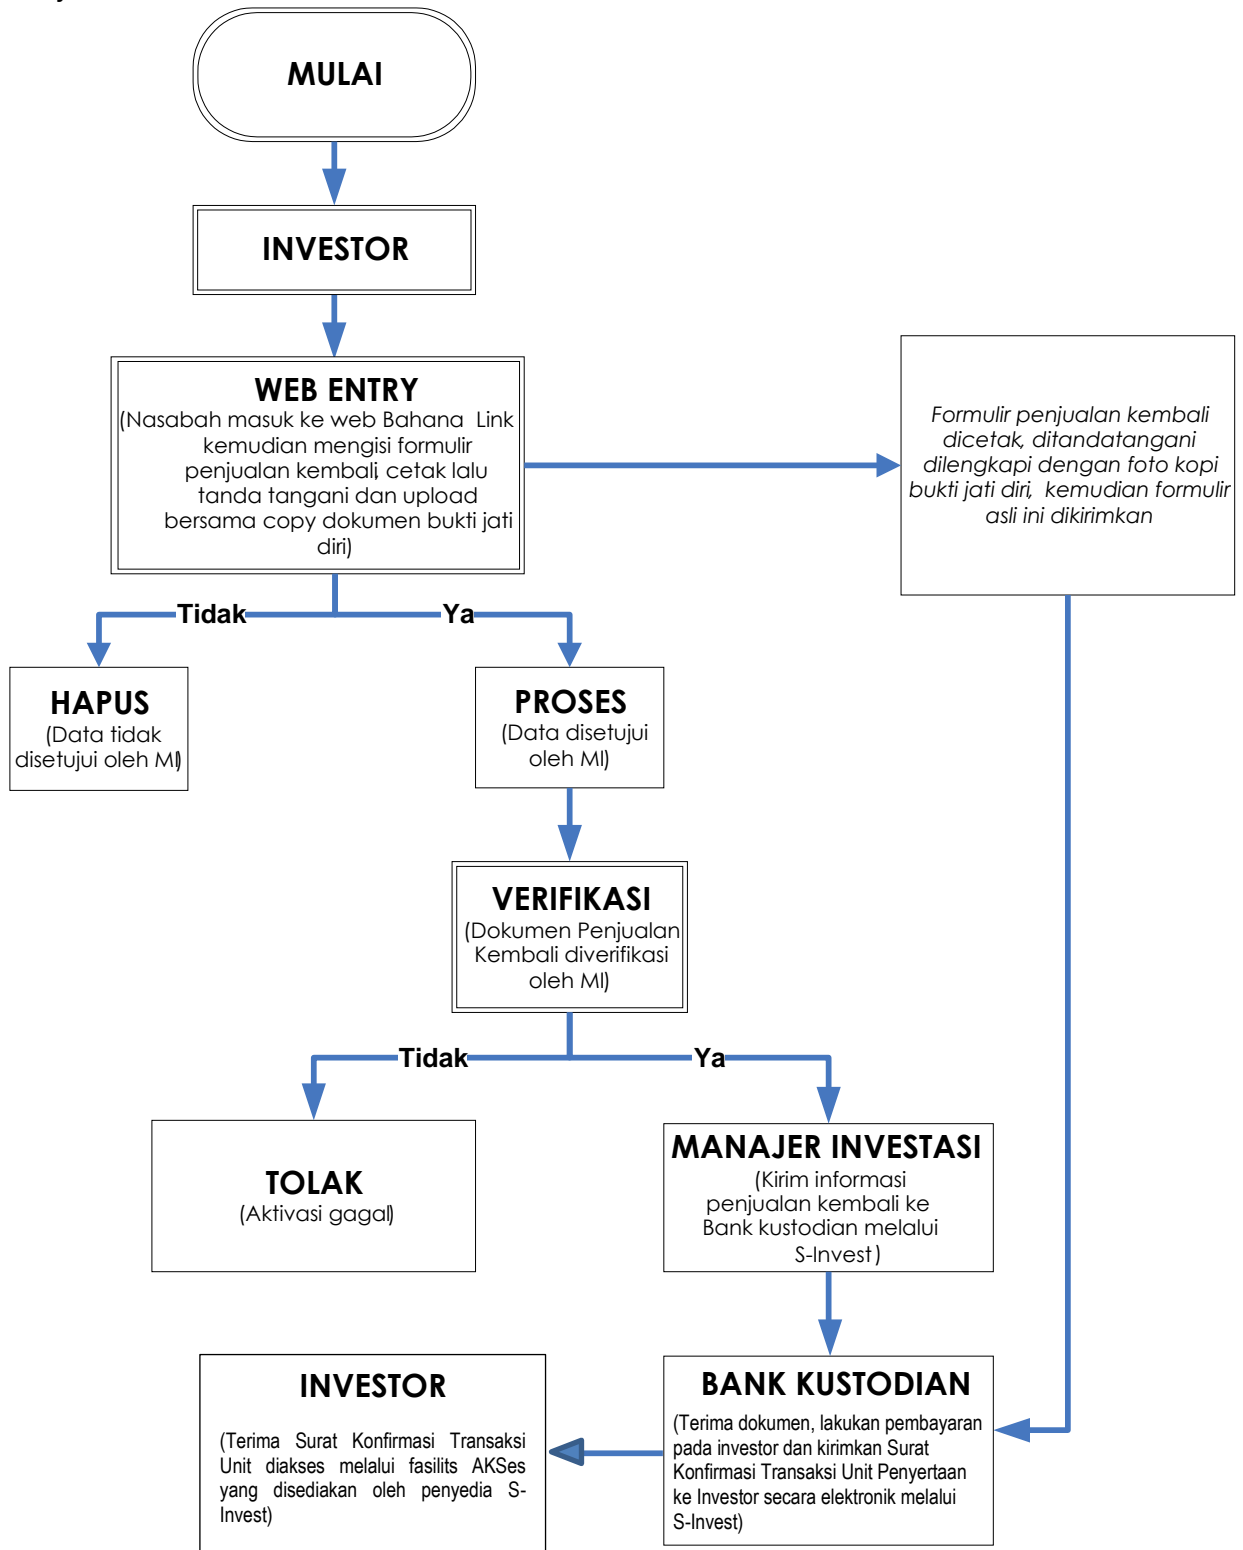 MULAI
INVESTOR
WEB ENTRY
(Nasabah masuk ke web Bahana Link
kemudian mengisi formulir
penjualan kembali, cetak lalu
tanda tangani dan upload
bersama copy dokumen bukti jati
diri)
Formulir penjualan kembali
dicetak, ditandatangani
dilengkapi dengan foto kopi
bukti jati diri, kemudian formulir
asli ini dikirimkan
Tidak
Ya
HAPUS
(Data tidak
disetujui oleh MI)
PROSES
(Data disetujui
oleh MI)
VERIFIKASI
(Dokumen Penjualan
Kembali diverifikasi
oleh MI)
Tidak
Ya
TOLAK
(Aktivasi gagal)
MANAJER INVESTASI
(Kirim informasi
penjualan kembali ke
Bank kustodian melalui
S-Invest)
INVESTOR
(Terima Surat Konfirmasi Transaksi
Unit diakses melalui fasilits AKSes
yang disediakan oleh penyedia S-
Invest)
BANK KUSTODIAN
(Terima dokumen, lakukan pembayaran
pada investor dan kirimkan Surat
Konfirmasi Transaksi Unit Penyertaan
ke Investor secara elektronik melalui
S-Invest)